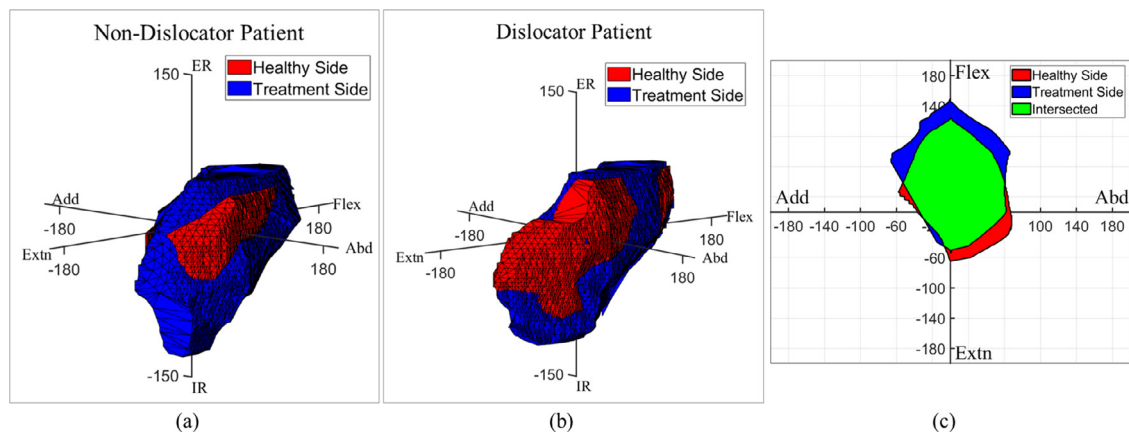 Non-Dislocator Patient
ER
150
Healthy Side
Treatment Side
Add
-180
Extn
-180
Flex
180
Abd
180
-150
IR
(a)
Dislocator Patient
ER
150
Healthy Side
Treatment Side
Add
-180
Extn
-180
Flex
180
Abd
180
-150
IR
(b)
180
Flex
Healthy Side
Treatment Side
Intersected
140
Add
Abd
-180 -140 -100 -60
100 140 180
-60
-100
-140
-180
Extn
(c)